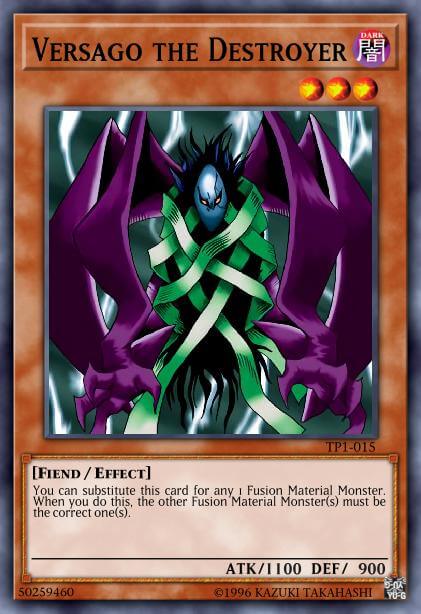 Versago the Destroyer
DARK
闇
TP1-015
[Fiend / Effect]
You can substitute this card for any 1 Fusion Material Monster.
When you do this, the other Fusion Material Monster(s) must be
the correct one(s).
ATK/1100 DEF/ 900
50259460
©1996 KAZUKI TAKAHASHI